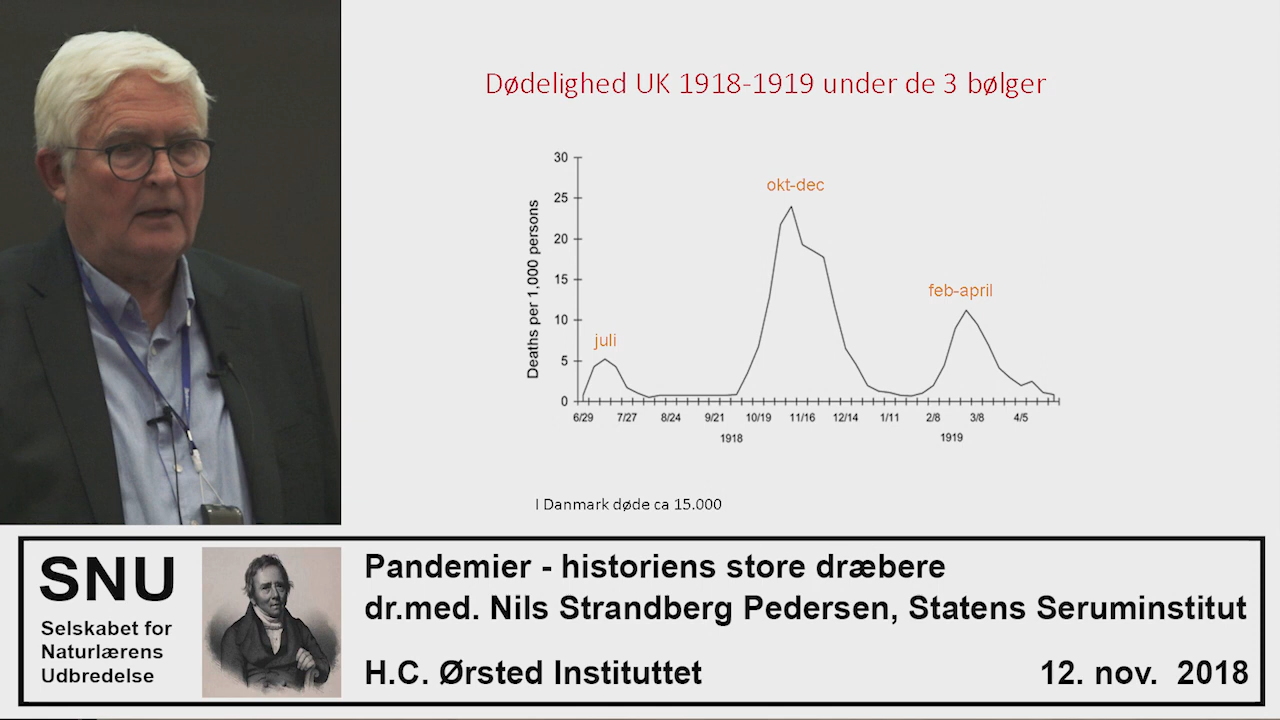 Dødelighed UK 1918-1919 under de 3 bølger
30
25
20
15
10
5
0
Deaths per 1,000 persons
juli
okt-dec
feb-april
6/29 7/27 8/24 9/21 10/19 11/16 12/14 1/11 2/8 3/8 4/5
1918 1919
I Danmark døde ca 15.000
SNU
Selskabet for
Naturlærens
Udbredelse
Pandemier - historiens store dræbere
dr.med. Nils Strandberg Pedersen, Statens Seruminstitut
H.C. Ørsted Instituttet 12. nov. 2018